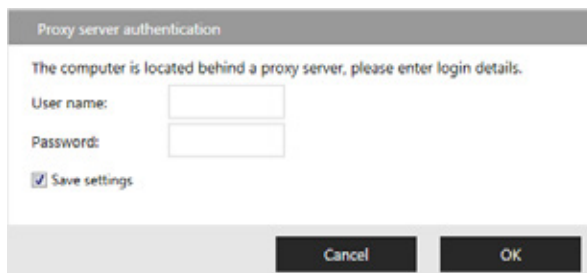 Proxy server authentication
The computer is located behind a proxy server, please enter login details.
User name:
Password:
Save settings
Cancel OK